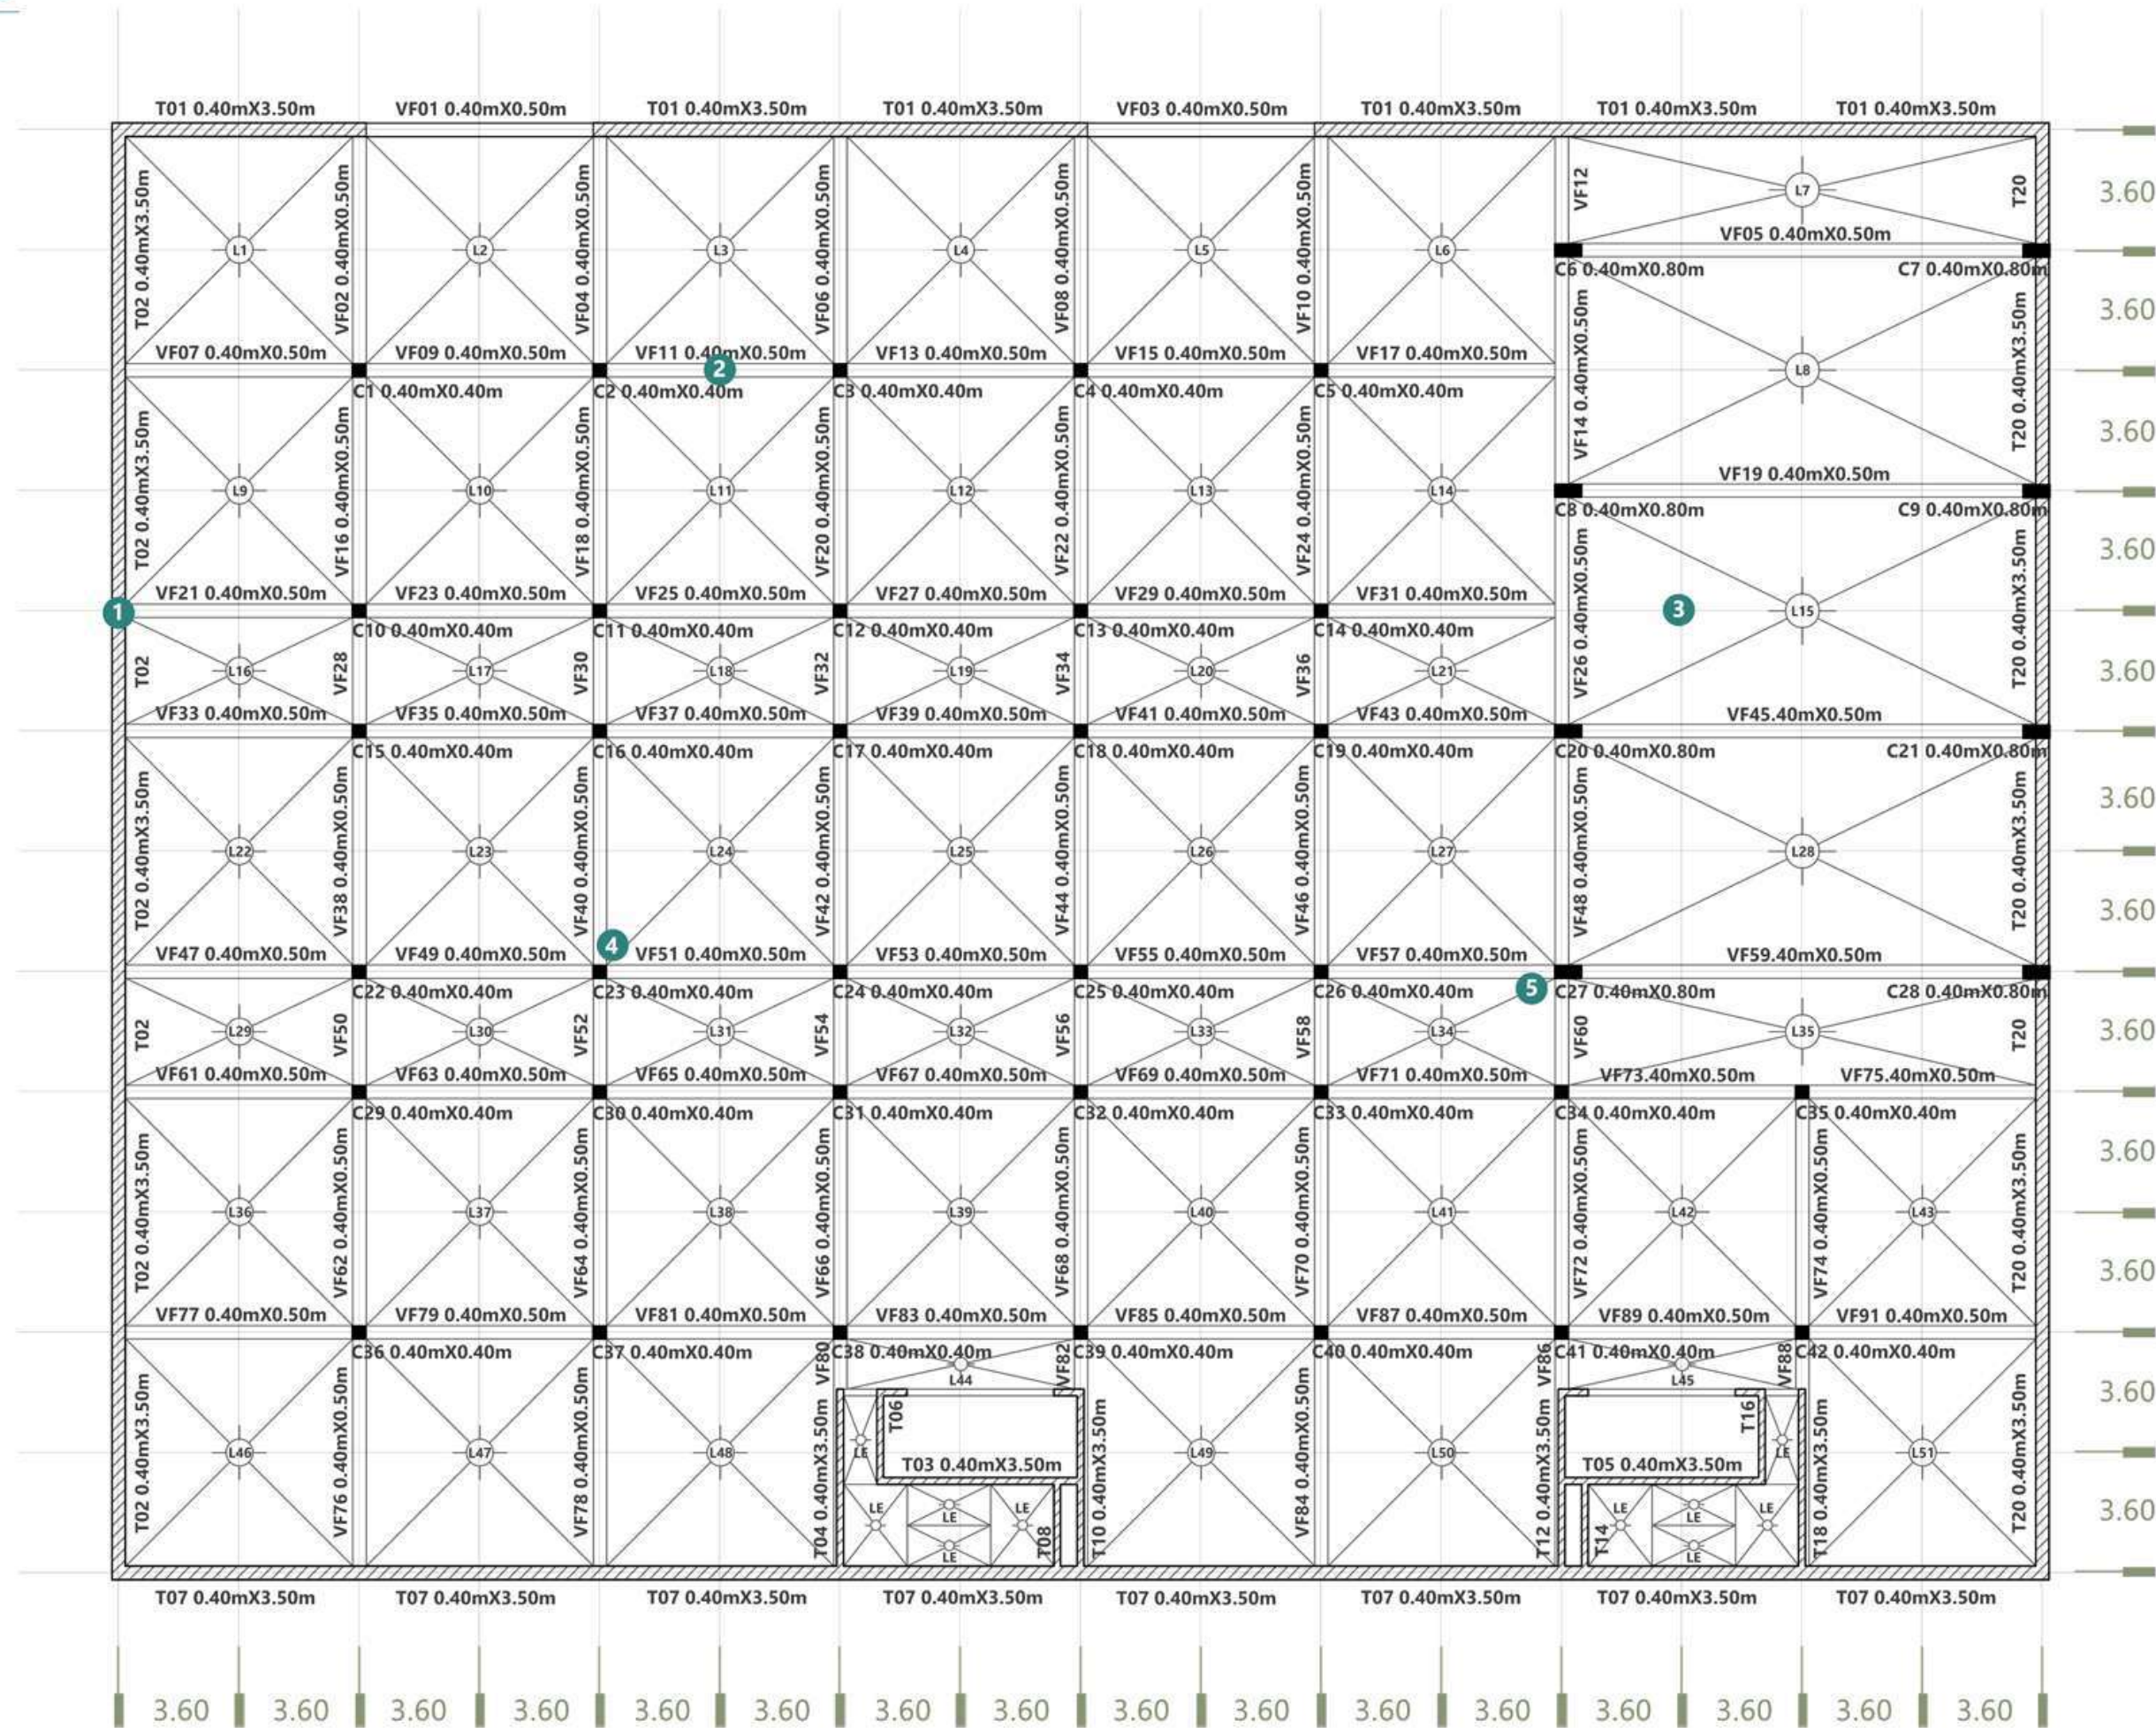 T01 0.40mX3.50m VF01 0.40mX0.50m T01 0.40mX3.50m T01 0.40mX3.50m VF03 0.40mX0.50m T01 0.40mX3.50m T01 0.40mX3.50m T01 0.40mX3.50m
T02 0.40mX3.50m VF02 0.40mX0.50m VF04 0.40mX0.50m VF06 0.40mX0.50m VF08 0.40mX0.50m VF10 0.40mX0.50m VF12 L7 T20 3.60
VF05 0.40mX0.50m
L1 L2 L3 L4 L5 L6
C6 0.40mX0.80m C7 0.40mX0.80m
3.60
VF07 0.40mX0.50m VF09 0.40mX0.50m VF11 0.40mX0.50m VF13 0.40mX0.50m VF15 0.40mX0.50m VF17 0.40mX0.50m
2 VF14 0.40mX0.50m L8 T20 0.40mX3.50m
C1 0.40mX0.40m C2 0.40mX0.40m C3 0.40mX0.40m C4 0.40mX0.40m C5 0.40mX0.40m
3.60
VF19 0.40mX0.50m
T02 0.40mX3.50m L9 VF16 0.40mX0.50m L10 VF18 0.40mX0.50m L11 VF20 0.40mX0.50m L12 VF22 0.40mX0.50m L13 VF24 0.40mX0.50m L14
C8 0.40mX0.80m C9 0.40mX0.80m
3.60
VF21 0.40mX0.50m VF23 0.40mX0.50m VF25 0.40mX0.50m VF27 0.40mX0.50m VF29 0.40mX0.50m VF31 0.40mX0.50m
1 VF26 0.40mX0.50m 3 L15 T20 0.40mX3.50m
C10 0.40mX0.40m C11 0.40mX0.40m C12 0.40mX0.40m C13 0.40mX0.40m C14 0.40mX0.40m
T02 L16 VF28 L17 VF30 L18 VF32 L19 VF34 L20 VF36 L21 3.60
VF33 0.40mX0.50m VF35 0.40mX0.50m VF37 0.40mX0.50m VF39 0.40mX0.50m VF41 0.40mX0.50m VF43 0.40mX0.50m VF45.40mX0.50m
C15 0.40mX0.40m C16 0.40mX0.40m C17 0.40mX0.40m C18 0.40mX0.40m C19 0.40mX0.40m C20 0.40mX0.80m C21 0.40mX0.80m
3.60
T02 0.40mX3.50m L22 VF38 0.40mX0.50m L23 VF40 0.40mX0.50m L24 VF42 0.40mX0.50m L25 VF44 0.40mX0.50m L26 VF46 0.40mX0.50m L27 VF48 0.40mX0.50m L28 T20 0.40mX3.50m
3.60
4
VF47 0.40mX0.50m VF49 0.40mX0.50m VF51 0.40mX0.50m VF53 0.40mX0.50m VF55 0.40mX0.50m VF57 0.40mX0.50m VF59.40mX0.50m
5
C22 0.40mX0.40m C23 0.40mX0.40m C24 0.40mX0.40m C25 0.40mX0.40m C26 0.40mX0.40m C27 0.40mX0.80m C28 0.40mX0.80m
T02 L29 VF50 L30 VF52 L31 VF54 L32 VF56 L33 VF58 L34 VF60 L35 T20 3.60
VF61 0.40mX0.50m VF63 0.40mX0.50m VF65 0.40mX0.50m VF67 0.40mX0.50m VF69 0.40mX0.50m VF71 0.40mX0.50m VF73.40mX0.50m VF75.40mX0.50m
C29 0.40mX0.40m C30 0.40mX0.40m C31 0.40mX0.40m C32 0.40mX0.40m C33 0.40mX0.40m C34 0.40mX0.40m C35 0.40mX0.40m
3.60
T02 0.40mX3.50m L36 VF62 0.40mX0.50m L37 VF64 0.40mX0.50m L38 VF66 0.40mX0.50m L39 VF68 0.40mX0.50m L40 VF70 0.40mX0.50m L41 VF72 0.40mX0.50m L42 VF74 0.40mX0.50m L43 T20 0.40mX3.50m
3.60
VF77 0.40mX0.50m VF79 0.40mX0.50m VF81 0.40mX0.50m VF83 0.40mX0.50m VF85 0.40mX0.50m VF87 0.40mX0.50m VF89 0.40mX0.50m VF91 0.40mX0.50m
C36 0.40mX0.40m C37 0.40mX0.40m VF80 C38 0.40mX0.40m VF82 C39 0.40mX0.40m C40 0.40mX0.40m VF86 C41 0.40mX0.40m VF88 C42 0.40mX0.40m
L44 L45
3.60
T06 T16
T02 0.40mX3.50m L46 VF76 0.40mX0.50m L47 VF78 0.40mX0.50m L48 T04 0.40mX3.50m LE T10 0.40mX3.50m L49 VF84 0.40mX0.50m L50 T12 0.40mX3.50m LE T18 0.40mX3.50m L51 T20 0.40mX3.50m
T03 0.40mX3.50m T05 0.40mX3.50m
LE LE LE LE LE LE 3.60
T08 T14
LE LE
T07 0.40mX3.50m T07 0.40mX3.50m T07 0.40mX3.50m T07 0.40mX3.50m T07 0.40mX3.50m T07 0.40mX3.50m T07 0.40mX3.50m T07 0.40mX3.50m
3.60 3.60 3.60 3.60 3.60 3.60 3.60 3.60 3.60 3.60 3.60 3.60 3.60 3.60 3.60 3.60